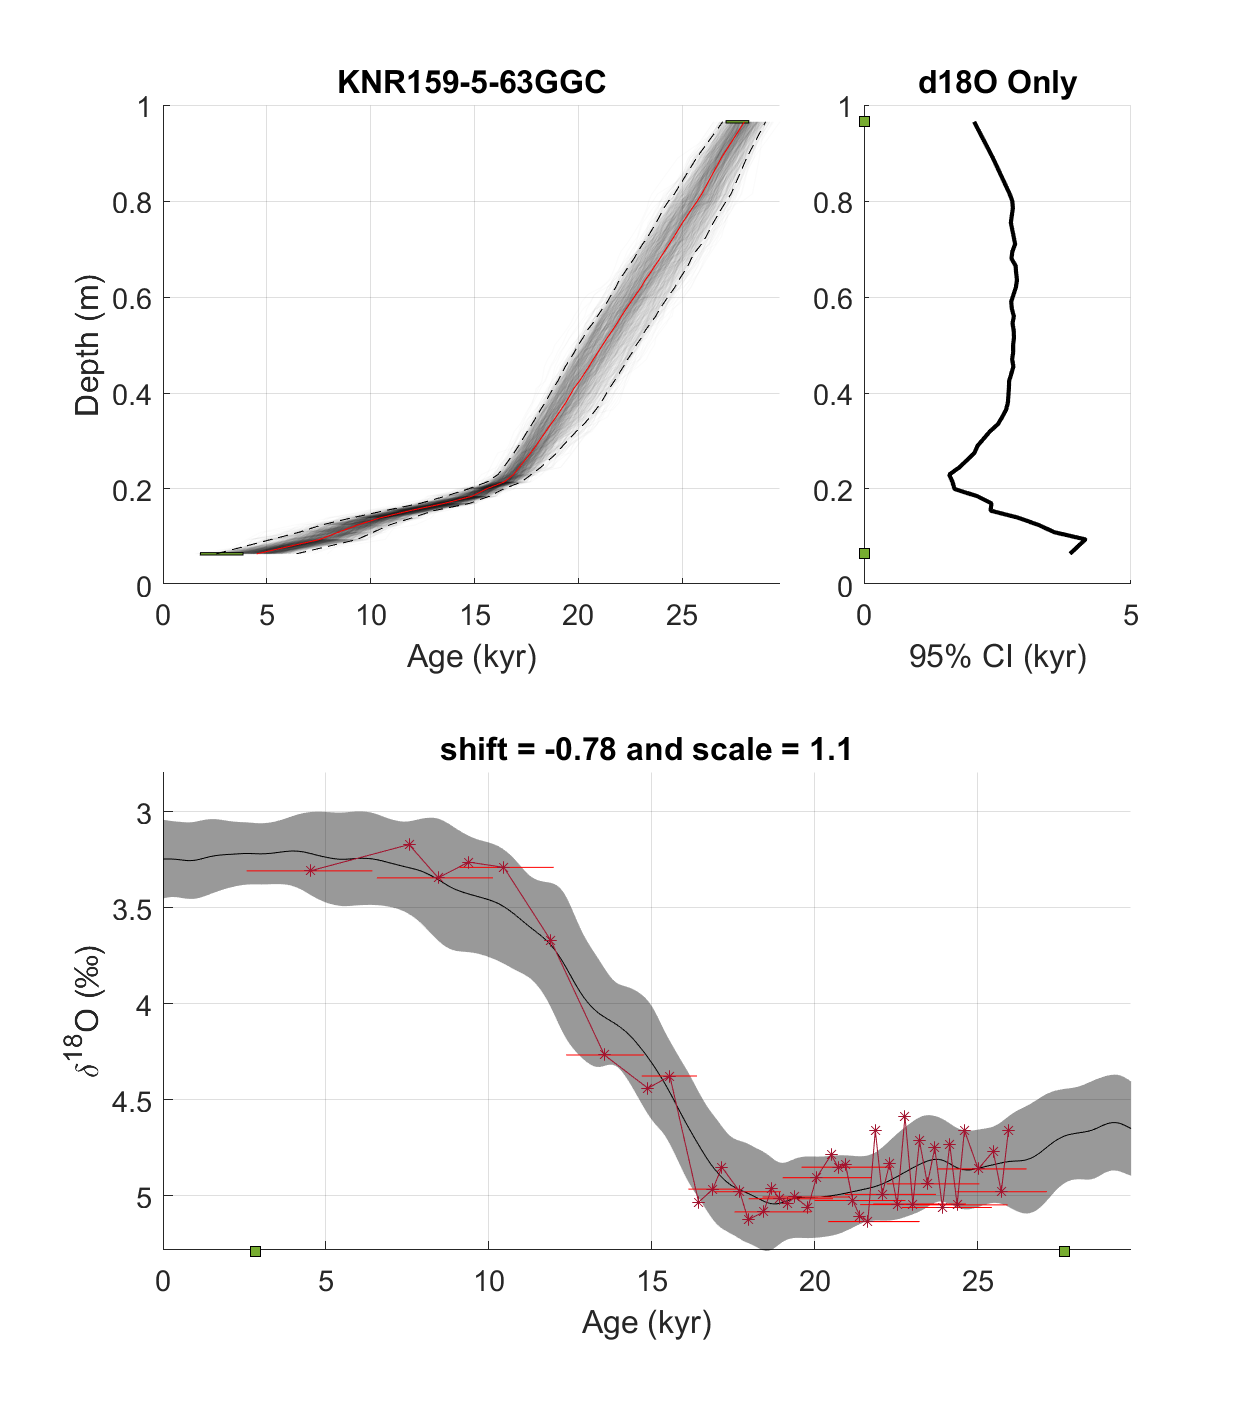 KNR159-5-63GGC
1
0.8
0.6
0.4
0.2
0
Depth (m)
0 5 10 15 20 25
Age (kyr)
d18O Only
1
0.8
0.6
0.4
0.2
0
0 5
95% CI (kyr)
shift = -0.78 and scale = 1.1
3
3.5
4
4.5
5
δ18O (‰)
0 5 10 15 20 25
Age (kyr)